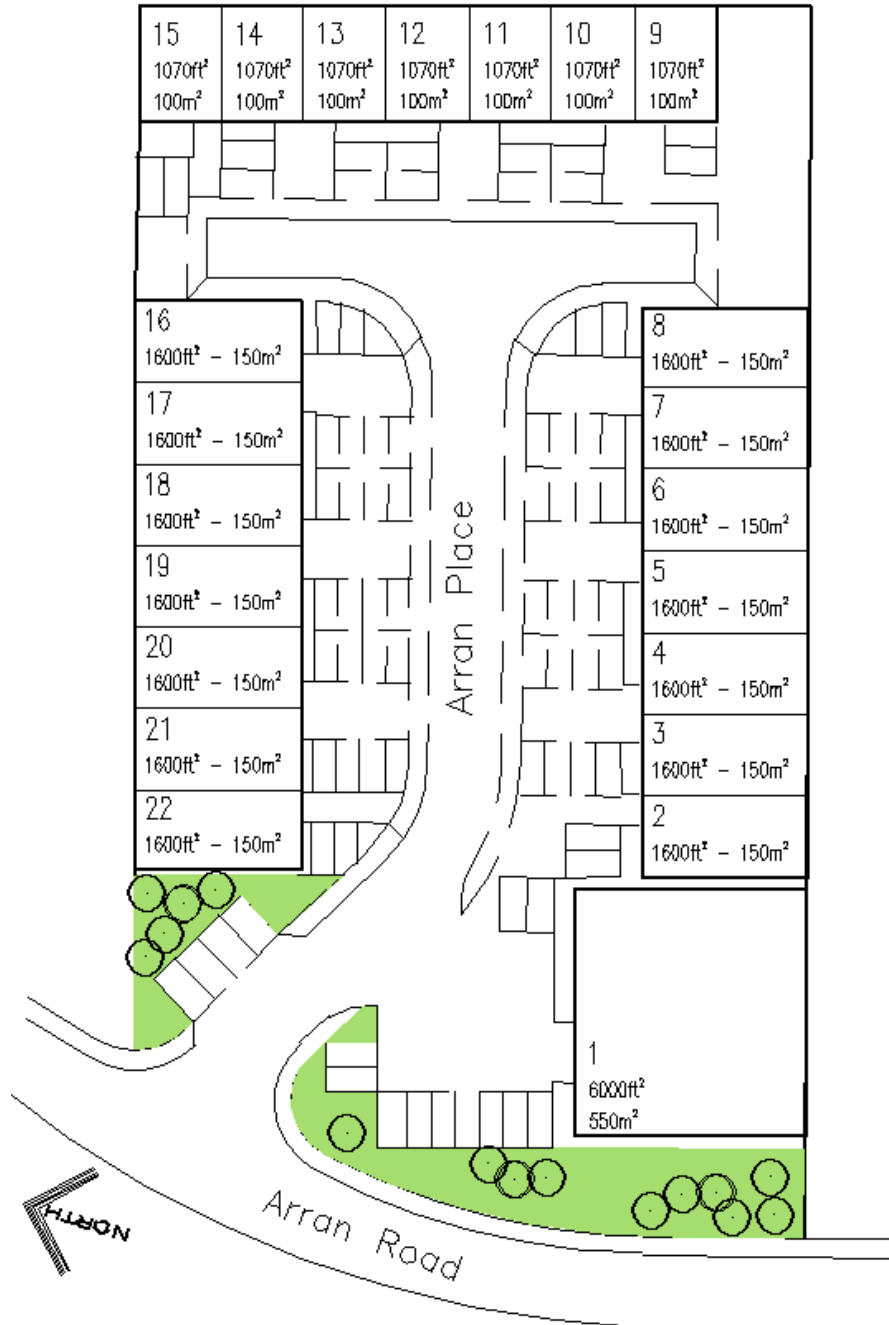 15
1070ft²
100m²
14
1070ft²
100m²
13
1070ft²
100m²
12
1070ft²
100m²
11
1070ft²
100m²
10
1070ft²
100m²
9
1070ft²
100m²
16
1600ft² - 150m²
17
1600ft² - 150m²
18
1600ft² - 150m²
19
1600ft² - 150m²
20
1600ft² - 150m²
21
1600ft² - 150m²
22
1600ft² - 150m²
Arran Place
8
1600ft² - 150m²
7
1600ft² - 150m²
6
1600ft² - 150m²
5
1600ft² - 150m²
4
1600ft² - 150m²
3
1600ft² - 150m²
2
1600ft² - 150m²
1
6000ft²
550m²
NORTH
Arran Road